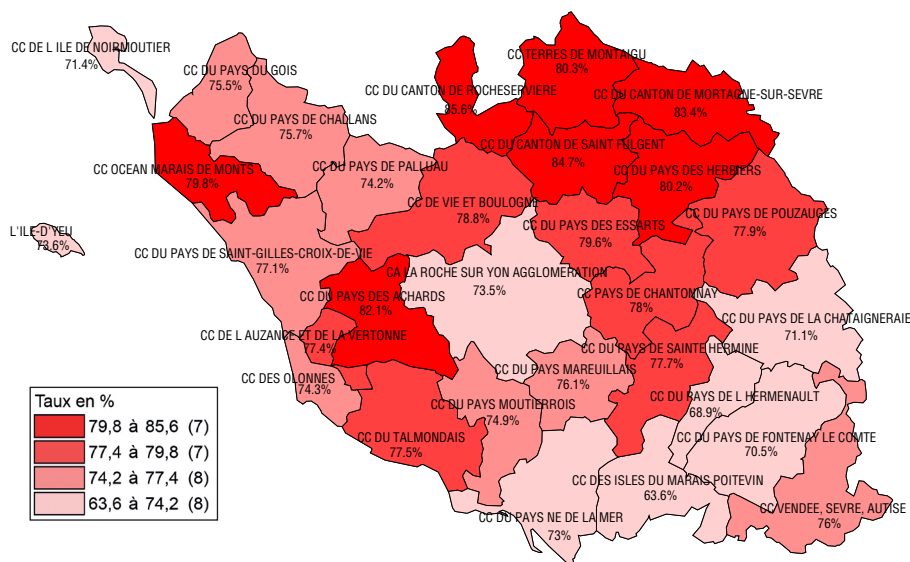 CC DE L ILE DE NOIRMOUTIER
71.4%
CC DU PAYS DU GOIS
75.5%
CC DU CANTON DE ROCHESERVIERE
85.6%
CC TERRES DE MONTAIGU
80.3%
CC DU CANTON DE MORTAGNE-SUR-SEVRE
83.4%
CC DU PAYS DE CHALLANS
75.7%
CC DU CANTON DE SAINT FULGENT
84.7%
CC OCEAN MARAIS DE MONTS
79.8%
CC DU PAYS DE PALLUAU
74.2%
CC DU PAYS DES HERBIERS
80.2%
CC DE VIE ET BOULOGNE
78.8%
CC DU PAYS DES ESSARTS
79.6%
CC DU PAYS DE POUZAUGES
77.9%
L'ILE-D'YEU
73.6%
CC DU PAYS DE SAINT-GILLES-CROIX-DE-VIE
77.1%
CA LA ROCHE SUR YON AGGLOMERATION
73.5%
CC DU PAYS DES ACHARDS
82.1%
CC PAYS DE CHANTONNAY
78%
CC DU PAYS DE LA CHATAIGNERAIE
71.1%
CC DE L AUZANCE ET DE LA VERTONNE
77.4%
CC DU PAYS DE SAINTE HERMINE
77.7%
CC DES OLONNES
74.3%
CC DU PAYS MAREUILLAIS
76.1%
CC DU PAYS DE L HERMENAULT
68.9%
CC DU PAYS MOUTIERROIS
74.9%
CC DU TALMONDAIS
77.5%
CC DU PAYS DE FONTENAY LE COMTE
70.5%
CC DES ISLES DU MARAIS POITEVIN
63.6%
CC VENDEE, SEVRE, AUTISE
76%
CC DU PAYS NE DE LA MER
73%
Taux en %
79,8 à 85,6 (7)
77,4 à 79,8 (7)
74,2 à 77,4 (8)
63,6 à 74,2 (8)